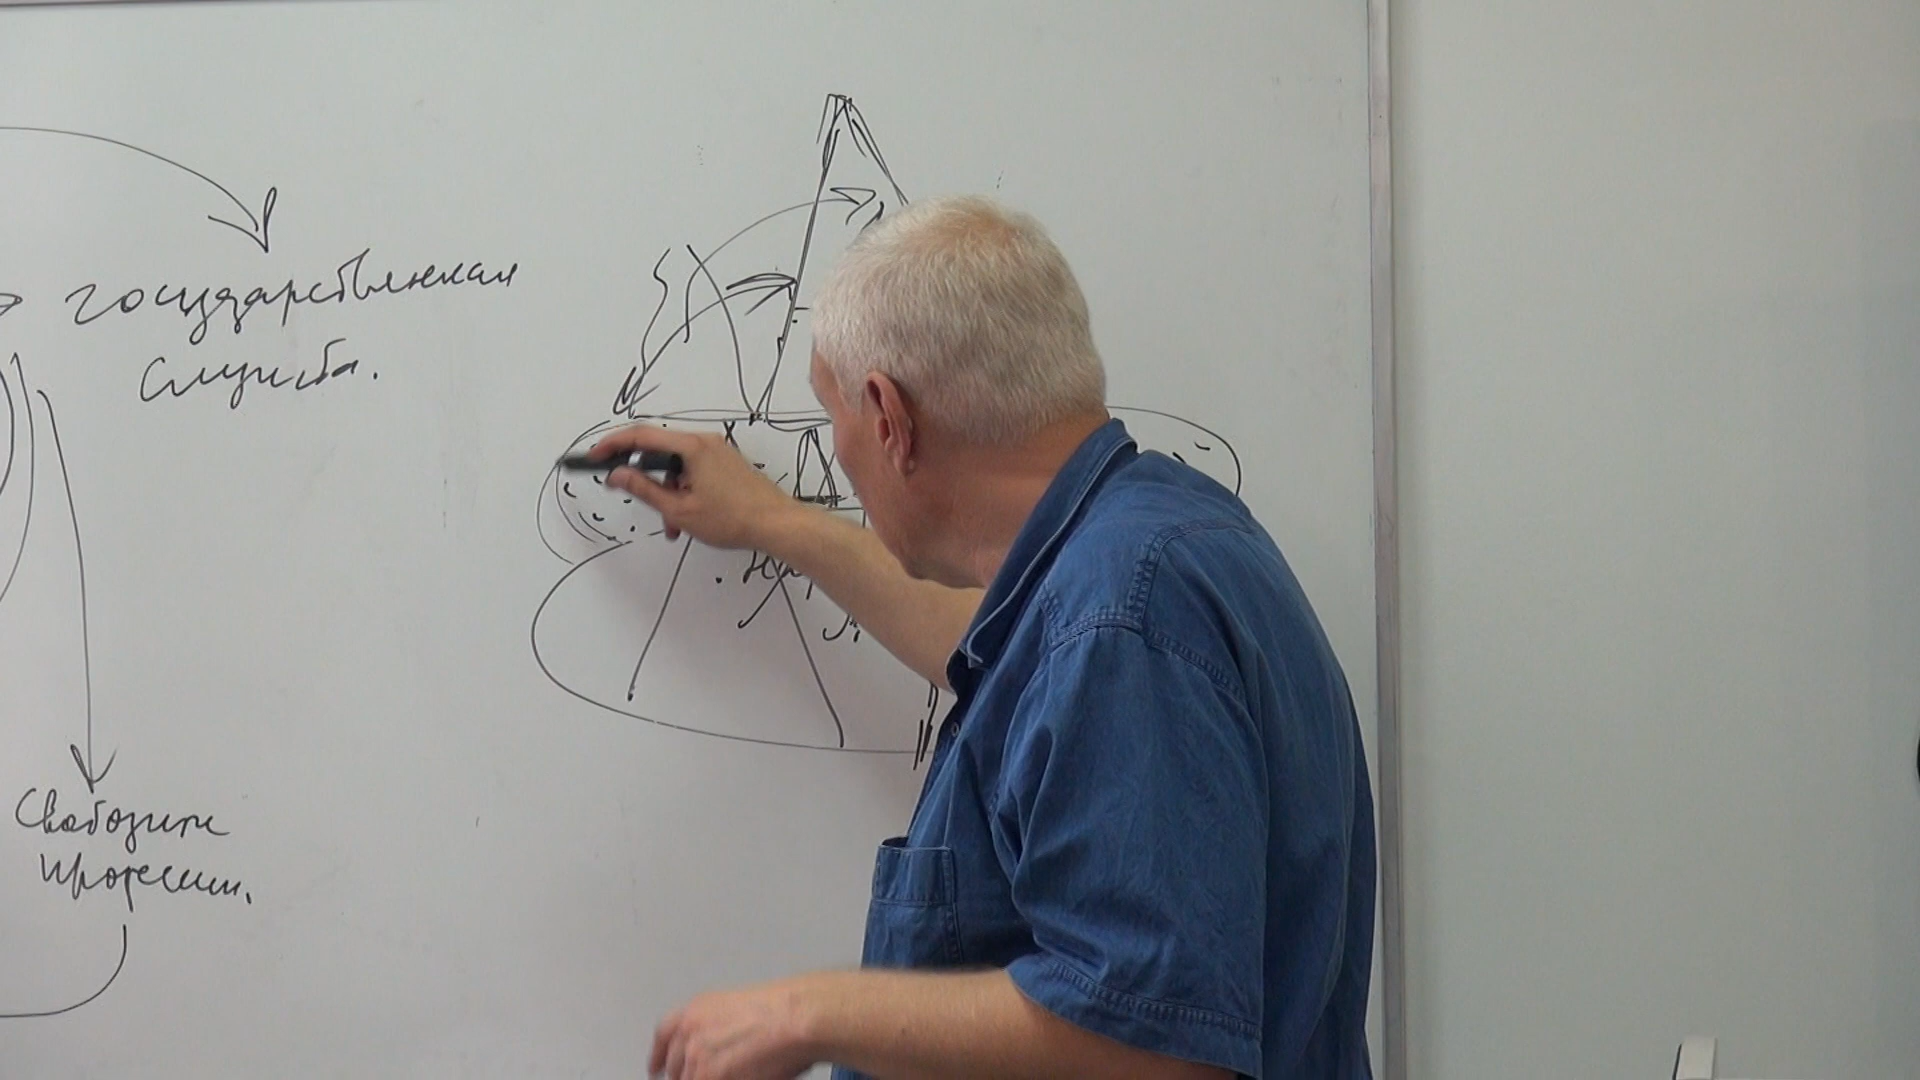 государственная
служба.
Свободные
профессии.